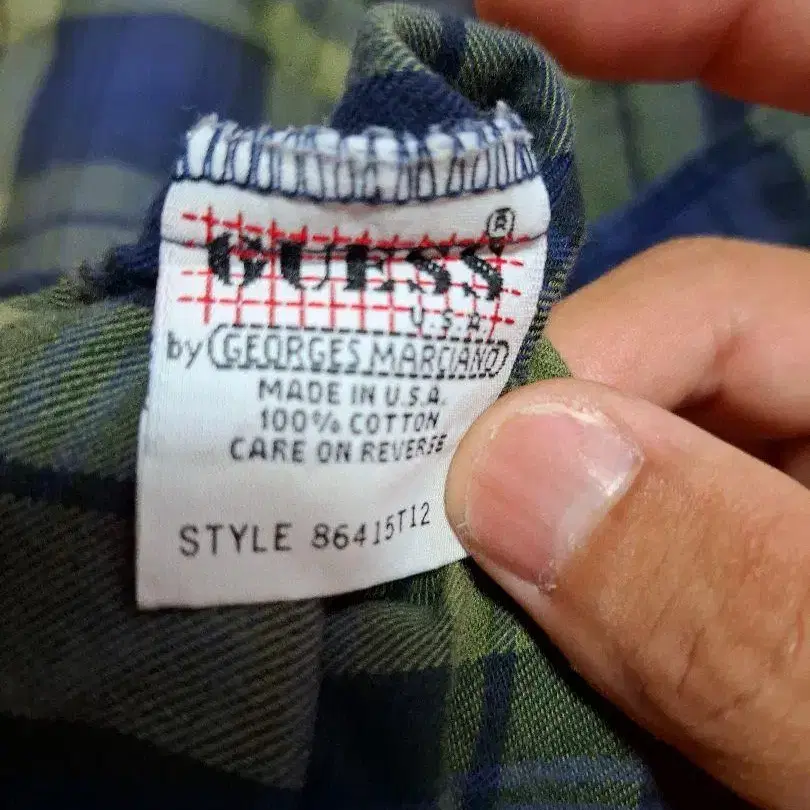 GUESS®
U.S.A.
by GEORGES MARCIANO
MADE IN U.S.A.
100% COTTON
CARE ON REVERSE
STYLE 86415T12